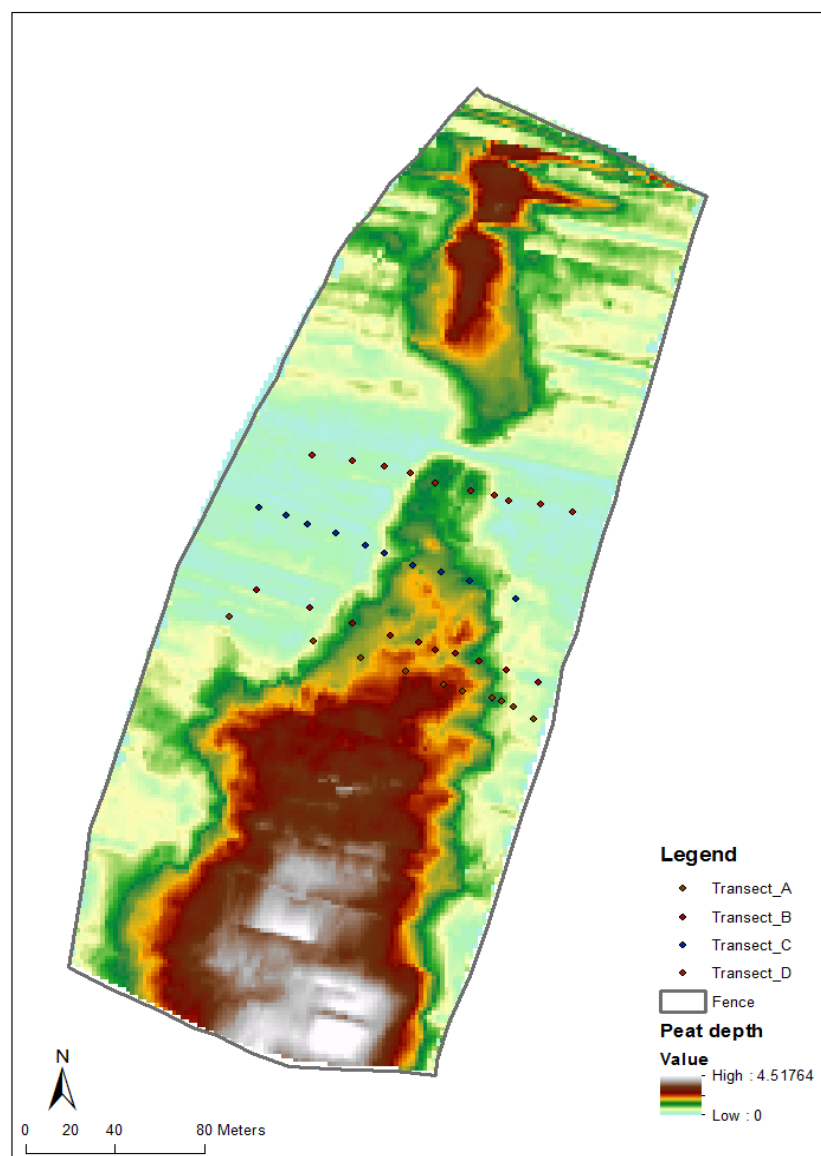 Legend
Transect_A
Transect_B
Transect_C
Transect_D
Fence
Peat depth
Value
High : 4.51764
Low : 0
N
0 20 40 80 Meters